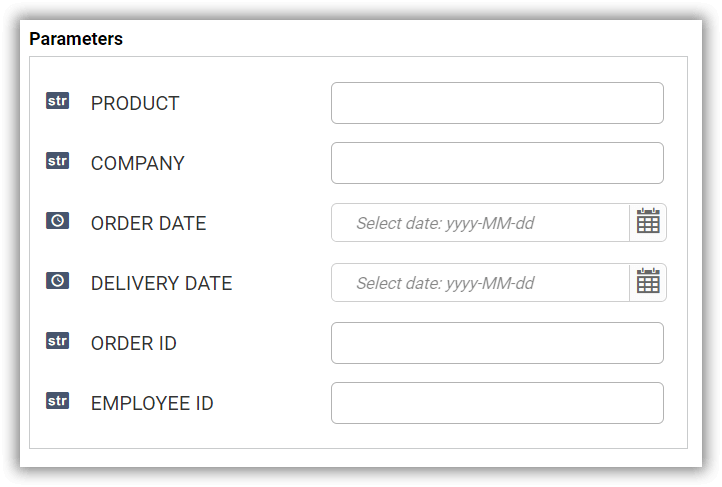 Parameters
str PRODUCT
str COMPANY
ORDER DATE Select date: yyyy-MM-dd
DELIVERY DATE Select date: yyyy-MM-dd
str ORDER ID
str EMPLOYEE ID